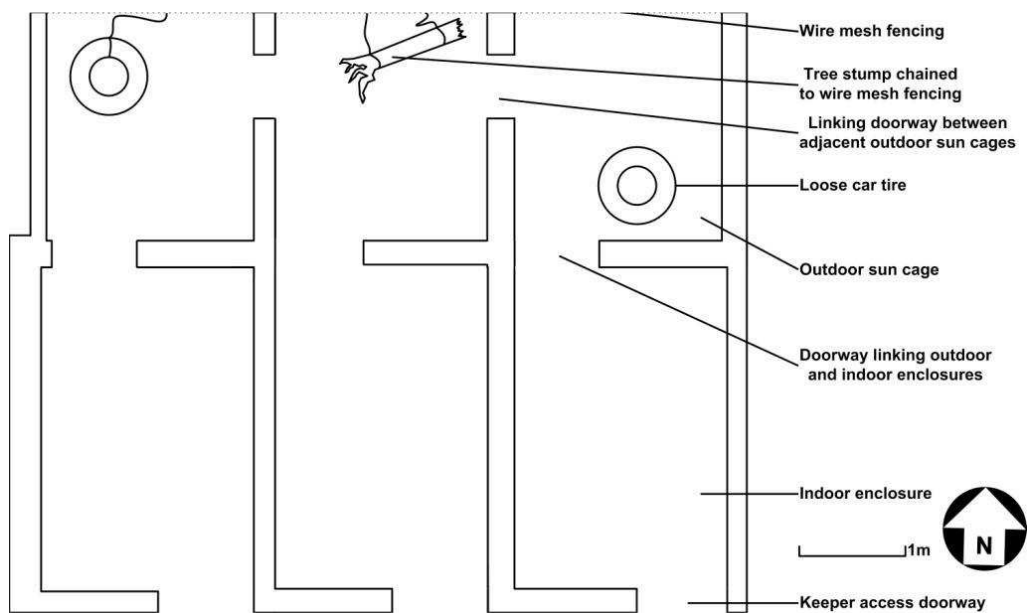 Wire mesh fencing
Tree stump chained
to wire mesh fencing
Linking doorway between
adjacent outdoor sun cages
Loose car tire
Outdoor sun cage
Doorway linking outdoor
and indoor enclosures
Indoor enclosure
1m
N
Keeper access doorway